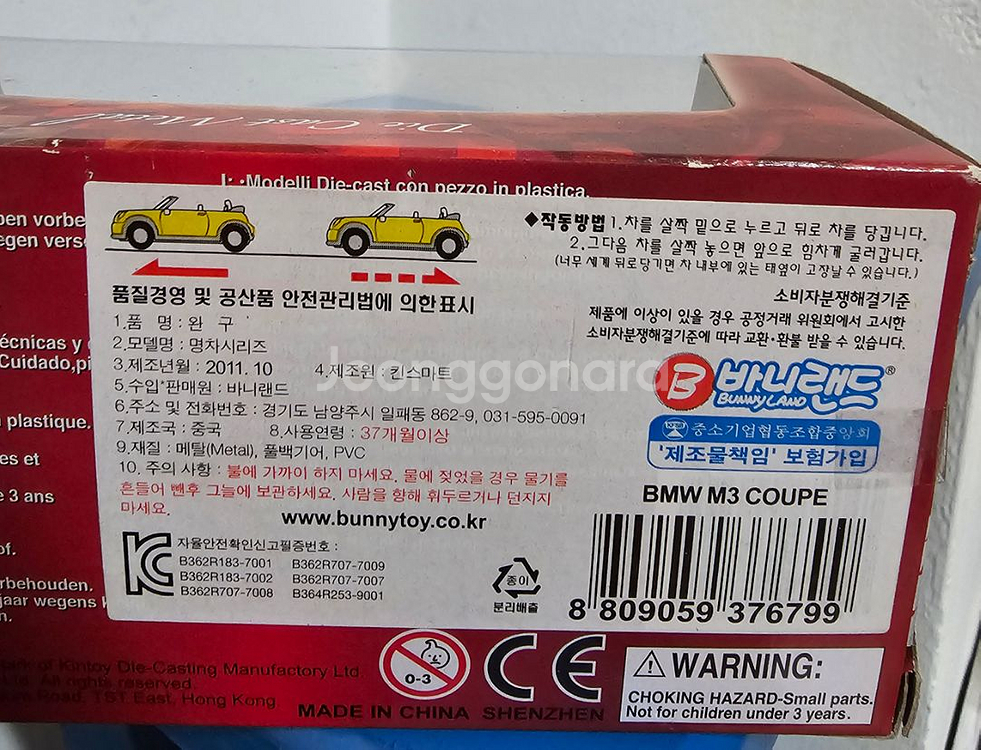 Die Cast Metal
I: •Modelli Die-cast con pezzo in plastica.
pen vorbe
egen vers
écnicas y
Cuidado,pi
plastique.
es et
e 3 ans
of.
rbehouden.
jaar wegens
n.
◆작동방법 1.차를 살짝 밑으로 누르고 뒤로 차를 당깁니다.
2.그다음 차를 살짝 놓으면 앞으로 힘차게 굴러갑니다.
(너무 세게 뒤로당기면 차 내부에 있는 태엽이 고장날 수 있습니다.)
품질경영 및 공산품 안전관리법에 의한표시
1.품 명 : 완 구
2.모델명 : 명차시리즈
3.제조년월 : 2011. 10 4.제조원 : 킨스마트
5.수입*판매원 : 바니랜드
6.주소 및 전화번호 : 경기도 남양주시 일패동 862-9, 031-595-0091
7.제조국 : 중국 8.사용연령 : 37개월이상
9.재질 : 메탈(Metal), 풀백기어, PVC
10. 주의 사항 : 불에 가까이 하지 마세요. 물에 젖었을 경우 물기를
흔들어 뺀후 그늘에 보관하세요. 사람을 향해 휘두르거나 던지지
마세요.
www.bunnytoy.co.kr
소비자분쟁해결기준
제품에 이상이 있을 경우 공정거래 위원회에서 고시한
소비자분쟁해결기준에 따라 교환·환불 받을 수 있습니다.
Joonggonara
B 바니랜드®
BUNNYLAND
중소기업협동조합중앙회
'제조물책임' 보험가입
BMW M3 COUPE
KC 자율안전확인신고필증번호 :
B362R183-7001 B362R707-7009
B362R183-7002 B362R707-7007
B362R707-7008 B364R253-9001
종이
분리배출
8 809059 376799
of Kintoy Die-Casting Manufactory Ltd.
All rights reserved.
Road, TST East, Hong Kong
0-3
CE
MADE IN CHINA SHENZHEN
WARNING:
CHOKING HAZARD-Small parts.
Not for children under 3 years.